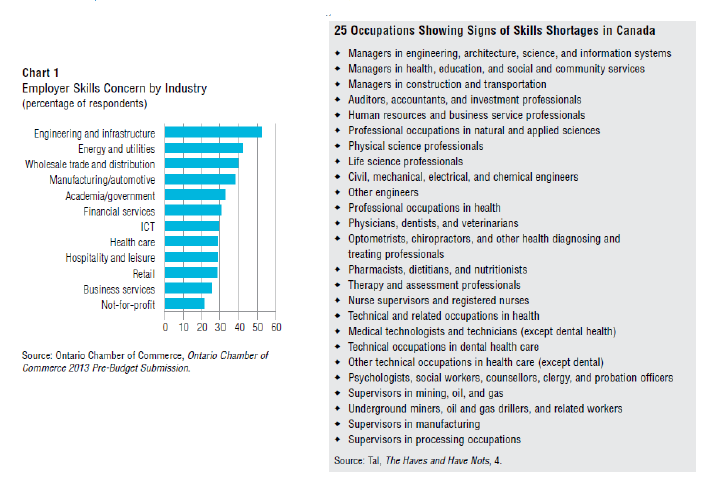 Chart 1
Employer Skills Concern by Industry
(percentage of respondents)
Engineering and infrastructure
Energy and utilities
Wholesale trade and distribution
Manufacturing/automotive
Academia/government
Financial services
ICT
Health care
Hospitality and leisure
Retail
Business services
Not-for-profit
0 10 20 30 40 50 60
Source: Ontario Chamber of Commerce, Ontario Chamber of
Commerce 2013 Pre-Budget Submission.
25 Occupations Showing Signs of Skills Shortages in Canada
Managers in engineering, architecture, science, and information systems
Managers in health, education, and social and community services
Managers in construction and transportation
Auditors, accountants, and investment professionals
Human resources and business service professionals
Professional occupations in natural and applied sciences
Physical science professionals
Life science professionals
Civil, mechanical, electrical, and chemical engineers
Other engineers
Professional occupations in health
Physicians, dentists, and veterinarians
Optometrists, chiropractors, and other health diagnosing and
treating professionals
Pharmacists, dietitians, and nutritionists
Therapy and assessment professionals
Nurse supervisors and registered nurses
Technical and related occupations in health
Medical technologists and technicians (except dental health)
Technical occupations in dental health care
Other technical occupations in health care (except dental)
Psychologists, social workers, counsellors, clergy, and probation officers
Supervisors in mining, oil, and gas
Underground miners, oil and gas drillers, and related workers
Supervisors in manufacturing
Supervisors in processing occupations
Source: Tal, The Haves and Have Nots, 4.